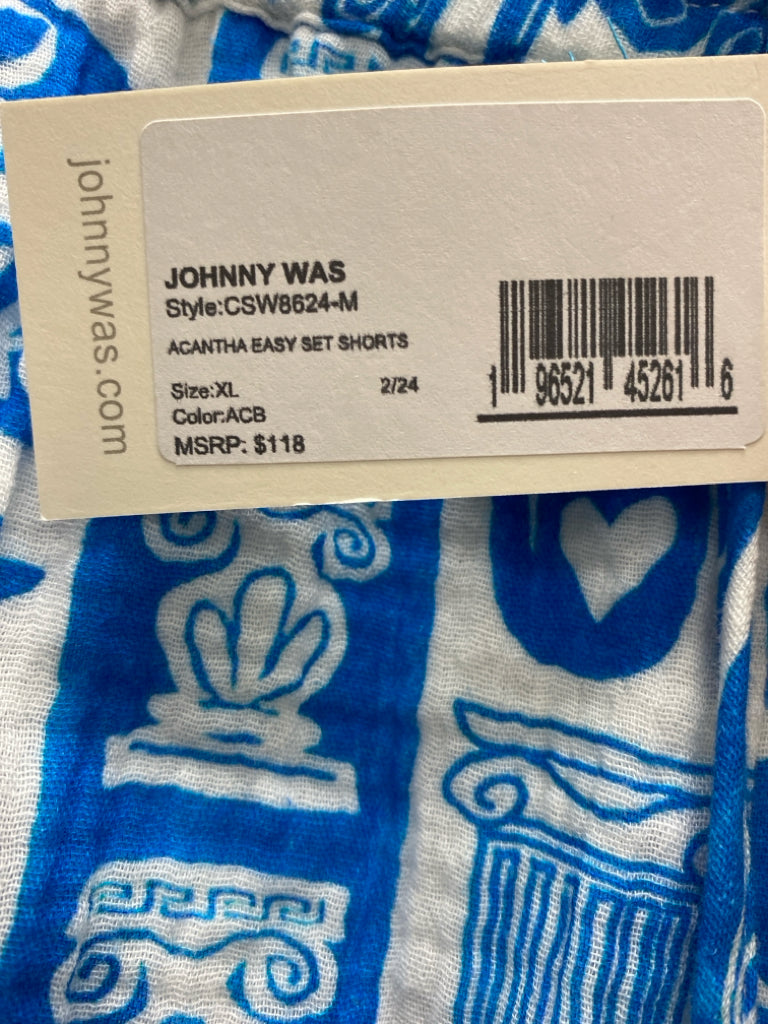 johnnywas.com
JOHNNY WAS
Style:CSW8624-M
ACANTHA EASY SET SHORTS
Size:XL 2/24
Color:ACB
MSRP: $118
1 96521 45261 6